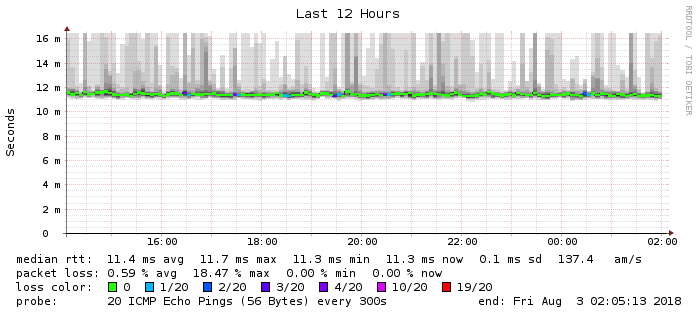 Last 12 Hours
RRDTOOL / TOBI OETIKER
Seconds
16 m
14 m
12 m
10 m
8 m
6 m
4 m
2 m
0
16:00 18:00 20:00 22:00 00:00 02:00
median rtt: 11.4 ms avg 11.7 ms max 11.3 ms min 11.3 ms now 0.1 ms sd 137.4 am/s
packet loss: 0.59 % avg 18.47 % max 0.00 % min 0.00 % now
loss color: 0 1/20 2/20 3/20 4/20 10/20 19/20
probe: 20 ICMP Echo Pings (56 Bytes) every 300s end: Fri Aug 3 02:05:13 2018